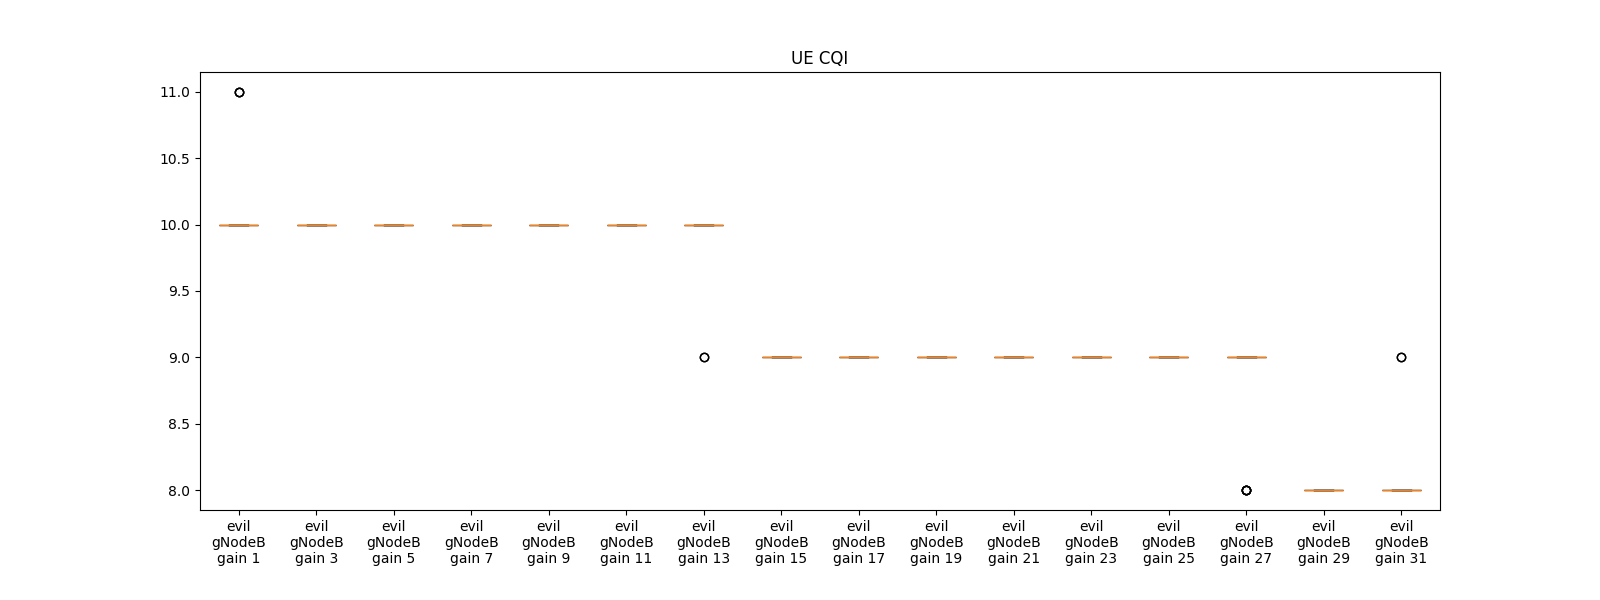 UE CQI
11.0
10.5
10.0
9.5
9.0
8.5
8.0
evil gNodeB gain 1
evil gNodeB gain 3
evil gNodeB gain 5
evil gNodeB gain 7
evil gNodeB gain 9
evil gNodeB gain 11
evil gNodeB gain 13
evil gNodeB gain 15
evil gNodeB gain 17
evil gNodeB gain 19
evil gNodeB gain 21
evil gNodeB gain 23
evil gNodeB gain 25
evil gNodeB gain 27
evil gNodeB gain 29
evil gNodeB gain 31